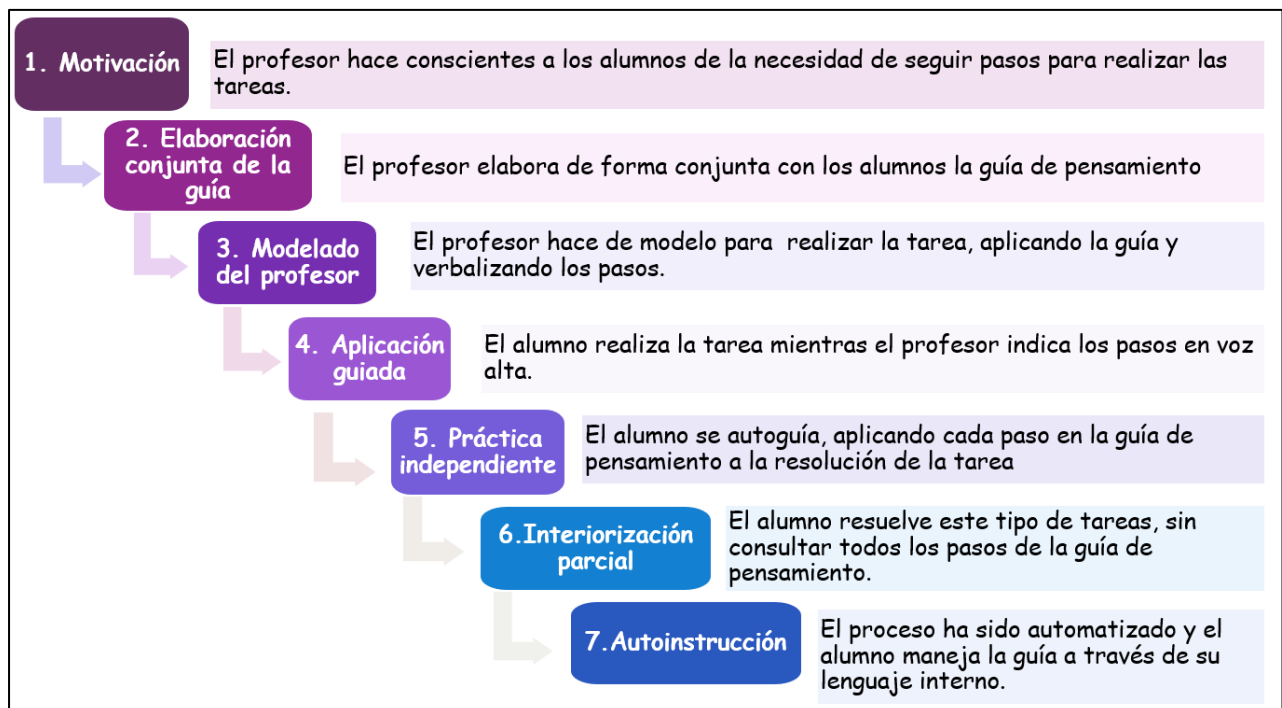 1. Motivación
El profesor hace conscientes a los alumnos de la necesidad de seguir pasos para realizar las
tareas.
2. Elaboración
conjunta de la
guía
El profesor elabora de forma conjunta con los alumnos la guía de pensamiento
3. Modelado
del profesor
El profesor hace de modelo para  realizar la tarea, aplicando la guía y
verbalizando los pasos.
4. Aplicación
guiada
El alumno realiza la tarea mientras el profesor indica los pasos en voz
alta.
5. Práctica
independiente
El alumno se autoguía, aplicando cada paso en la guía de
pensamiento a la resolución de la tarea
6.Interiorización
parcial
El alumno resuelve este tipo de tareas, sin
consultar todos los pasos de la guía de
pensamiento.
7.Autoinstrucción
El proceso ha sido automatizado y el
alumno maneja la guía a través de su
lenguaje interno.